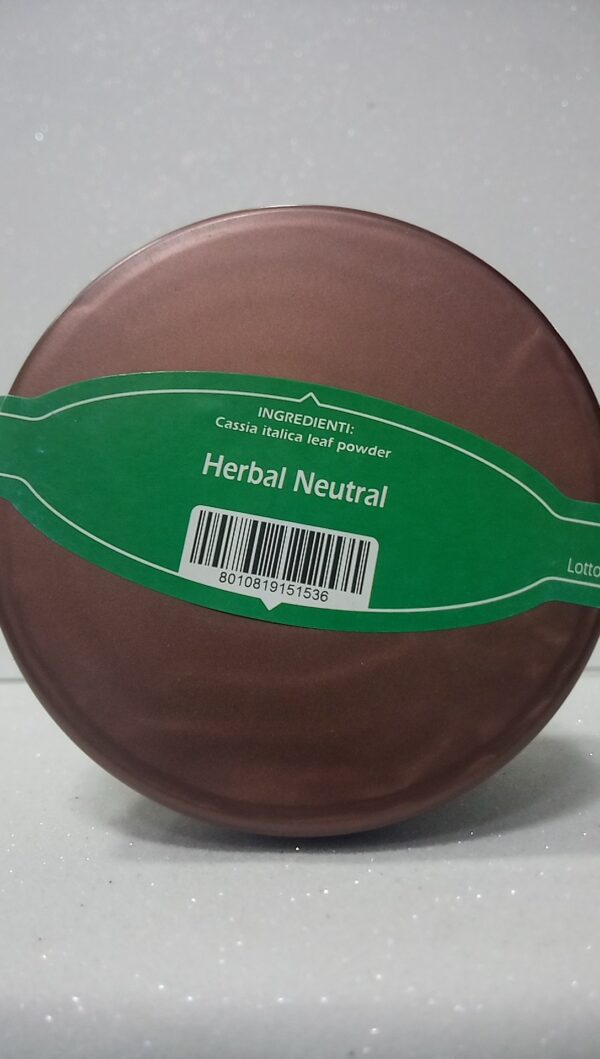 INGREDIENTI:
Cassia italica leaf powder
Herbal Neutral
8010819151536
Lotto